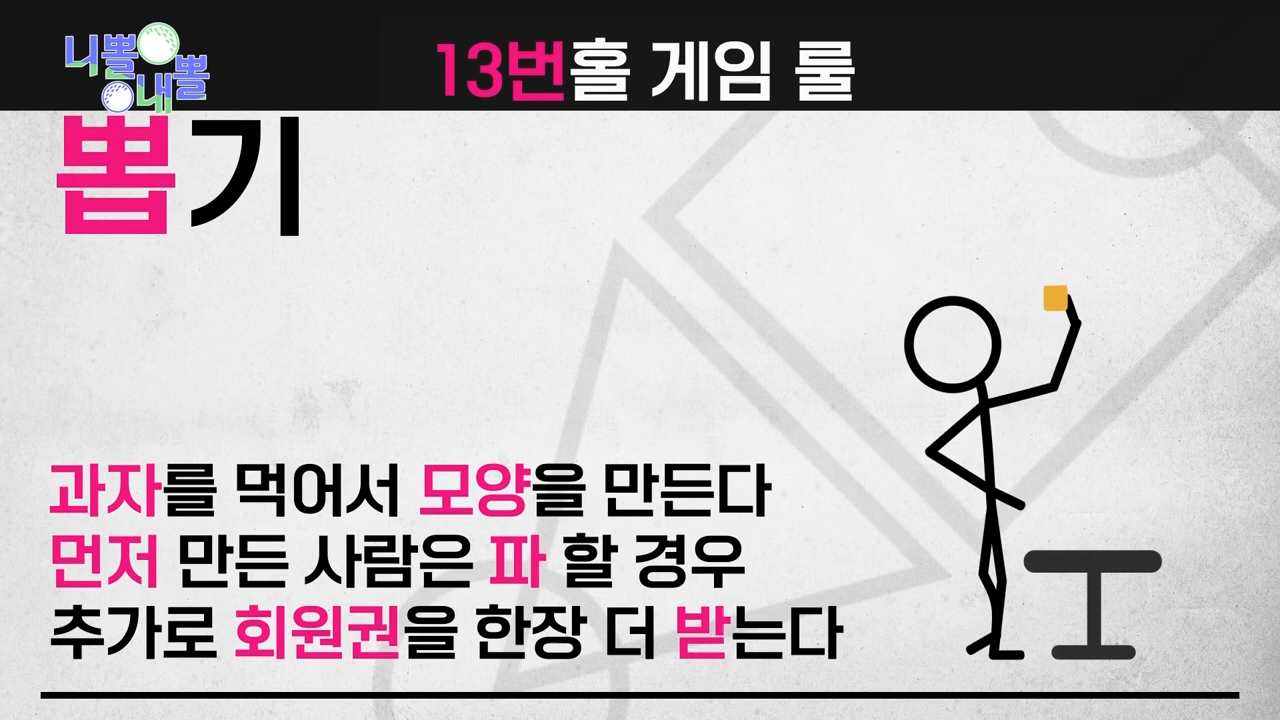 니뽈
내뽈
13번홀 게임 룰
뽑기
과자를 먹어서 모양을 만든다
먼저 만든 사람은 파 할 경우
추가로 회원권을 한장 더 받는다